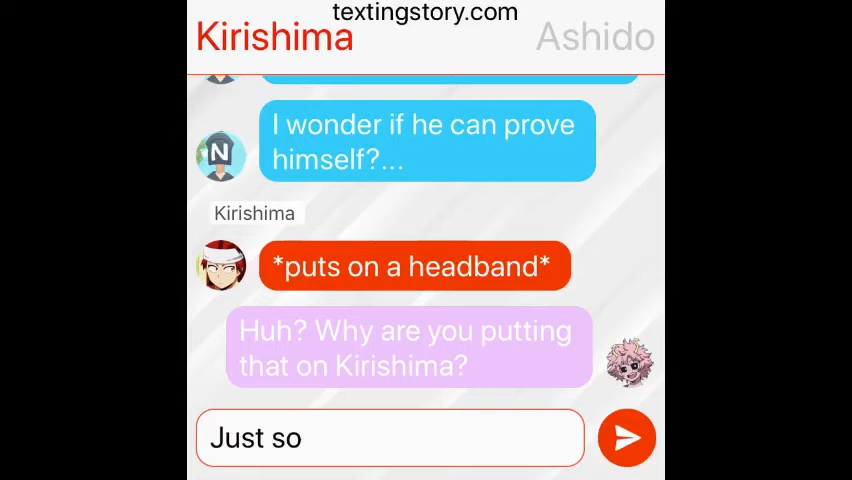 textingstory.com
Kirishima
Ashido
I wonder if he can prove
himself?...
N
Kirishima
*puts on a headband*
Huh? Why are you putting
that on Kirishima?
Just so